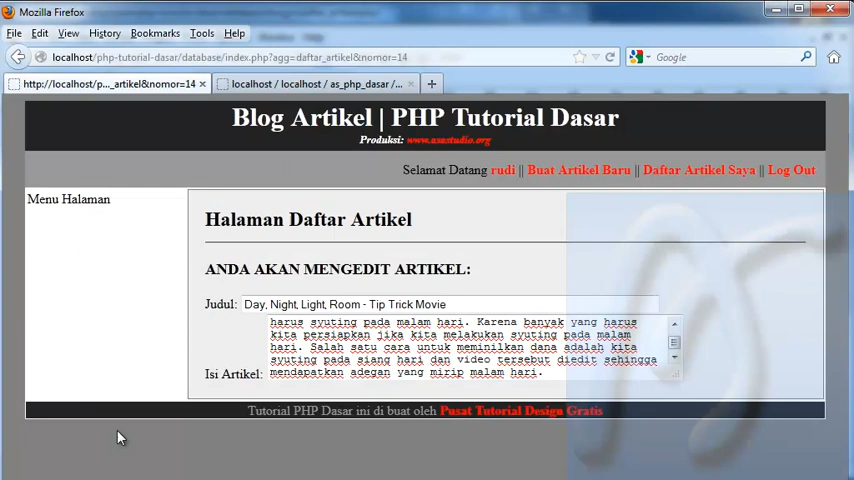 Mozilla Firefox
File Edit View History Bookmarks Tools Help
localhost/php-tutorial-dasar/database/index.php?agg=daftar_artikel&nomor=14
Google
http://localhost/p..._artikel&nomor=14
localhost / localhost / as_php_dasar /...
Blog Artikel | PHP Tutorial Dasar
Produksi: www.asastudio.org
Selamat Datang rudi || Buat Artikel Baru || Daftar Artikel Saya || Log Out
Menu Halaman
Halaman Daftar Artikel
ANDA AKAN MENGEDIT ARTIKEL:
Judul: Day, Night, Light, Room - Tip Trick Movie
harus syuting pada malam hari. Karena banyak yang harus
kita persiapkan jika kita melakukan syuting pada malam
hari. Salah satu cara untuk meminilkan dana adalah kita
syuting pada siang hari dan video tersebut diedit sehingga
mendapatkan adegan yang mirip malam hari.
Isi Artikel:
Tutorial PHP Dasar ini di buat oleh Pusat Tutorial Design Gratis